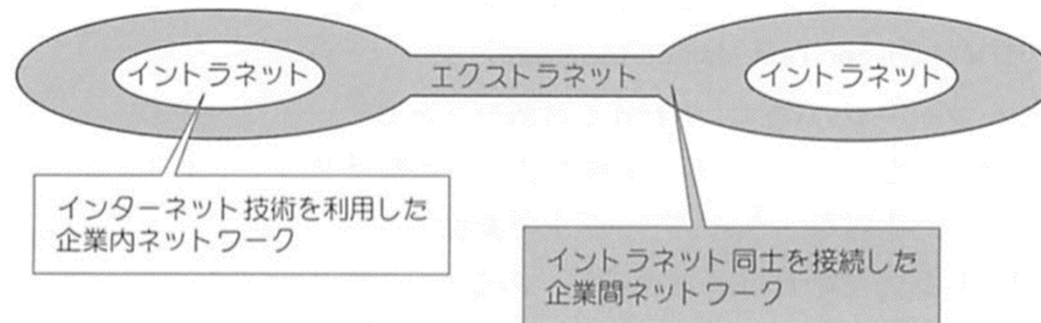 イントラネット
エクストラネット
イントラネット
インターネット技術を利用した
企業内ネットワーク
イントラネット同士を接続した
企業間ネットワーク